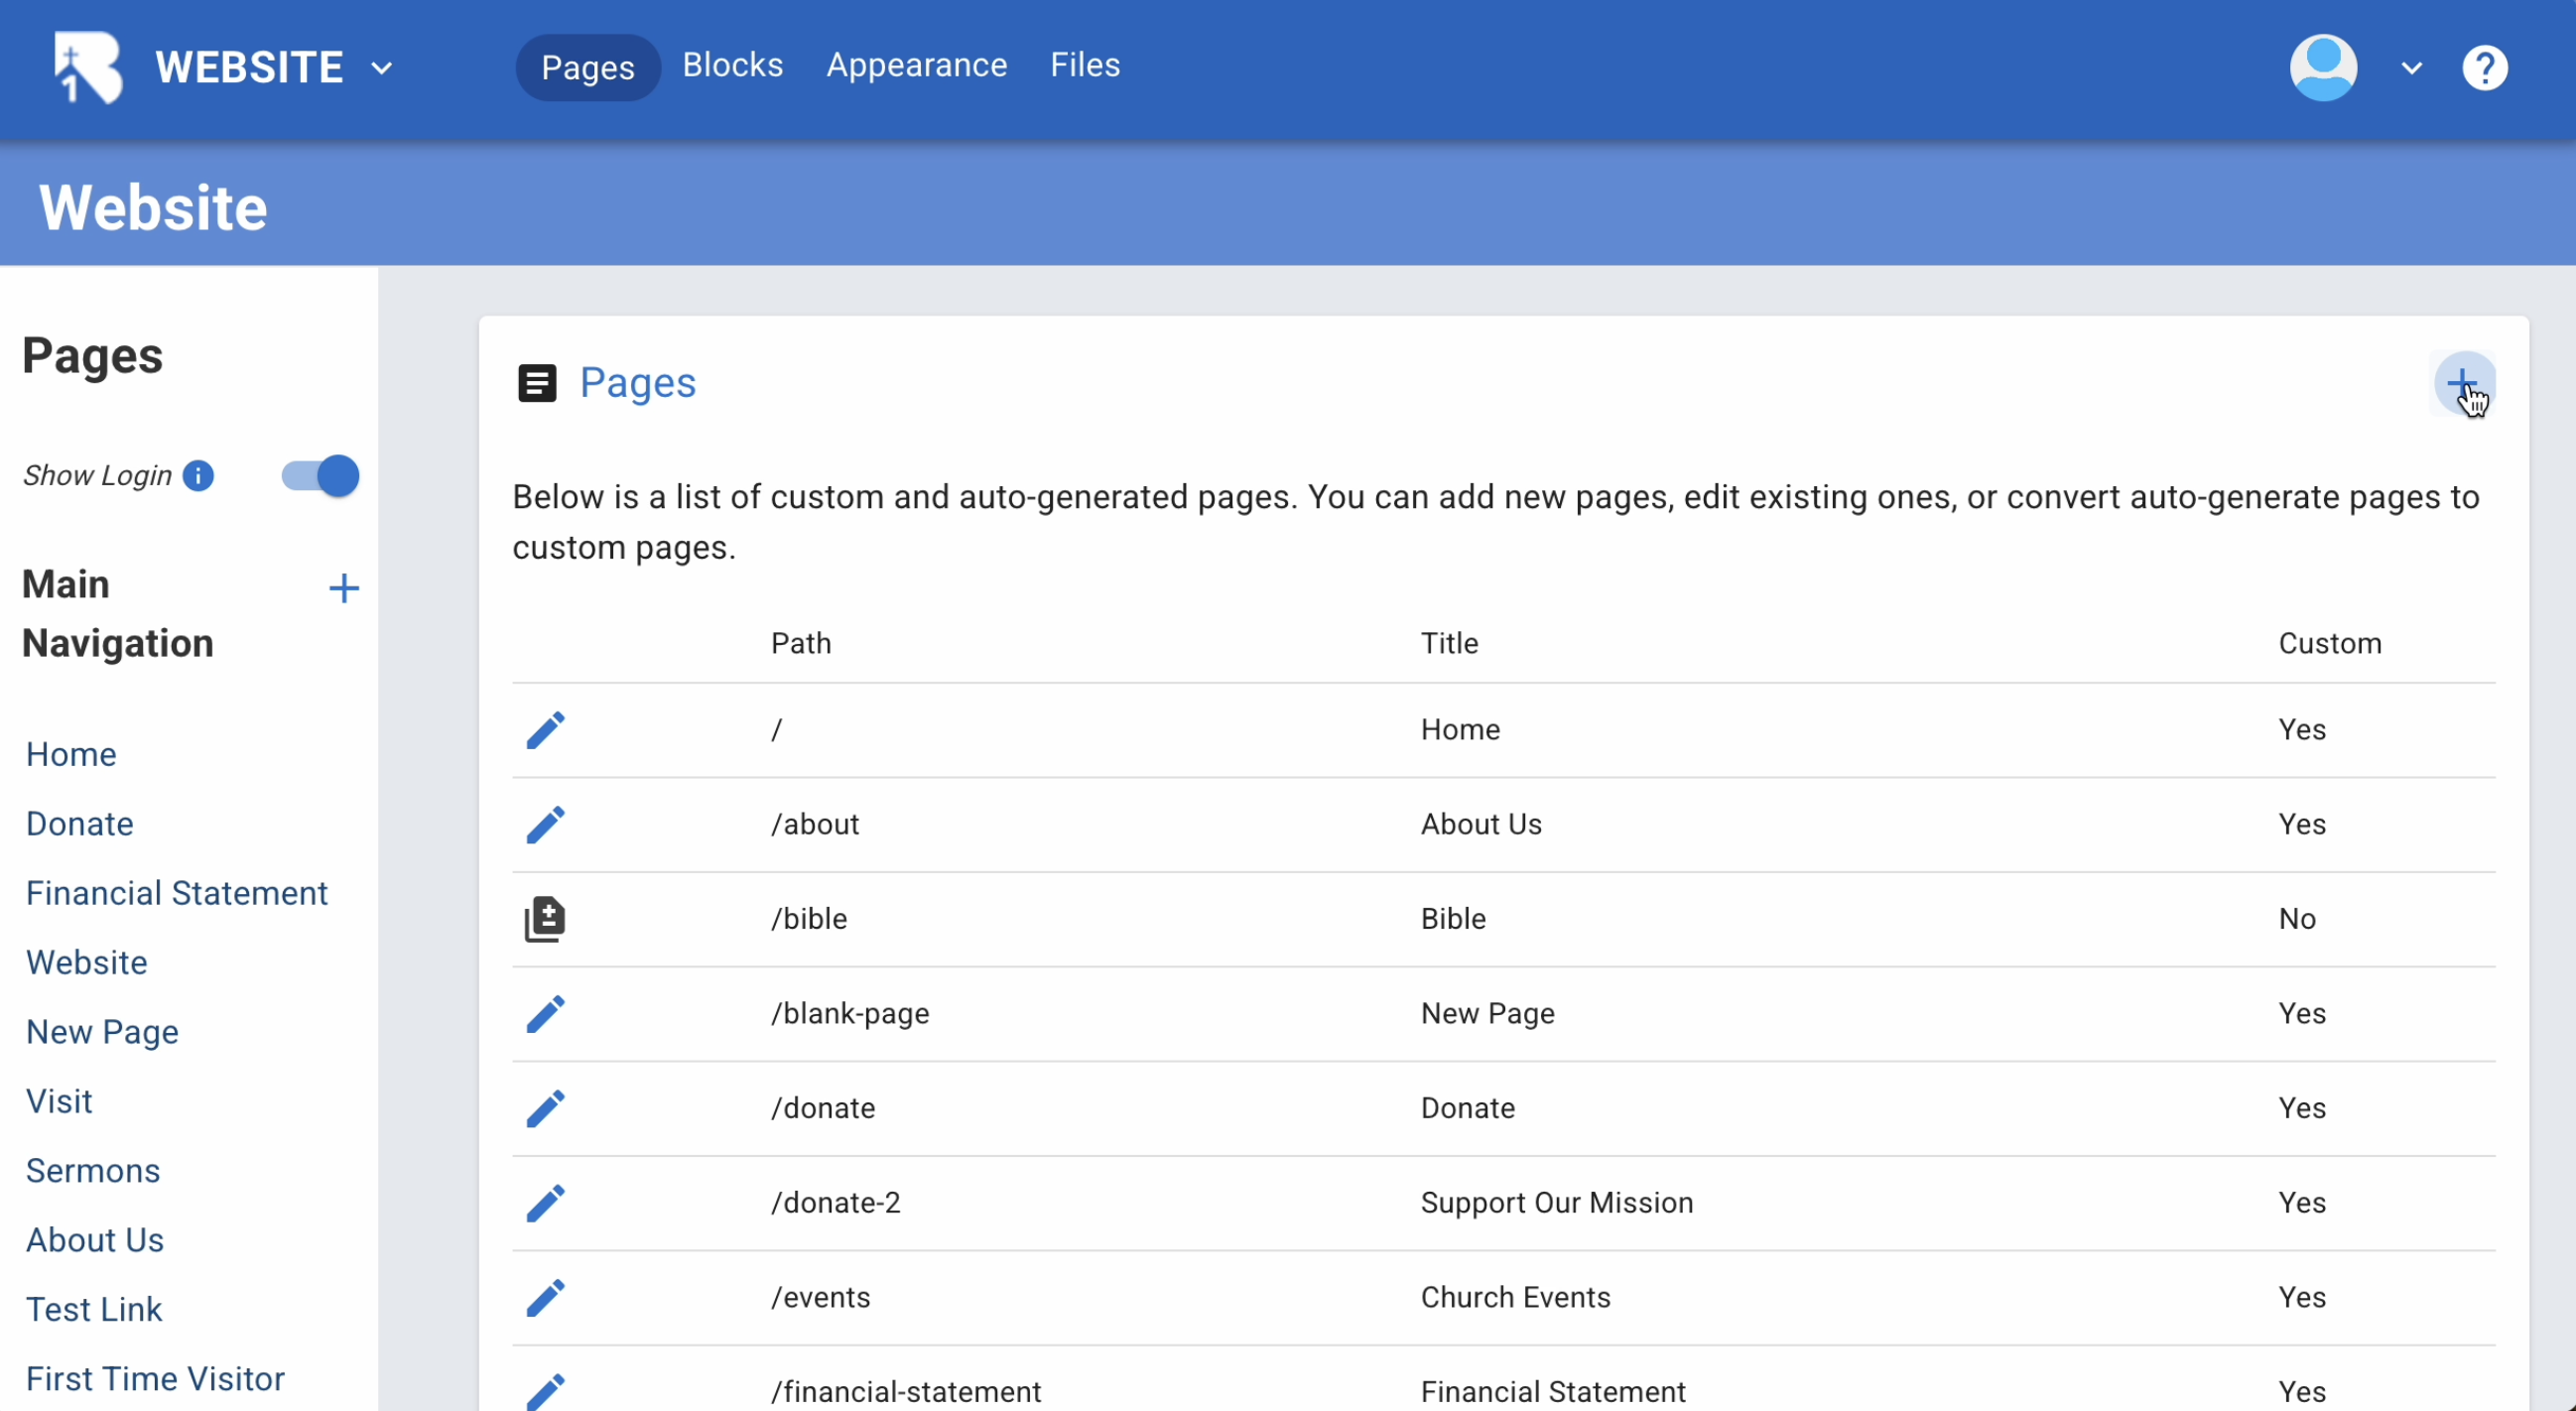 WEBSITE
Pages
Blocks
Appearance
Files
Website
Pages
Show Login
Main
Navigation
Home
Donate
Financial Statement
Website
New Page
Visit
Sermons
About Us
Test Link
First Time Visitor
Pages
Below is a list of custom and auto-generated pages. You can add new pages, edit existing ones, or convert auto-generate pages to
custom pages.
Path Title Custom
/ Home Yes
/about About Us Yes
/bible Bible No
/blank-page New Page Yes
/donate Donate Yes
/donate-2 Support Our Mission Yes
/events Church Events Yes
/financial-statement Financial Statement Yes